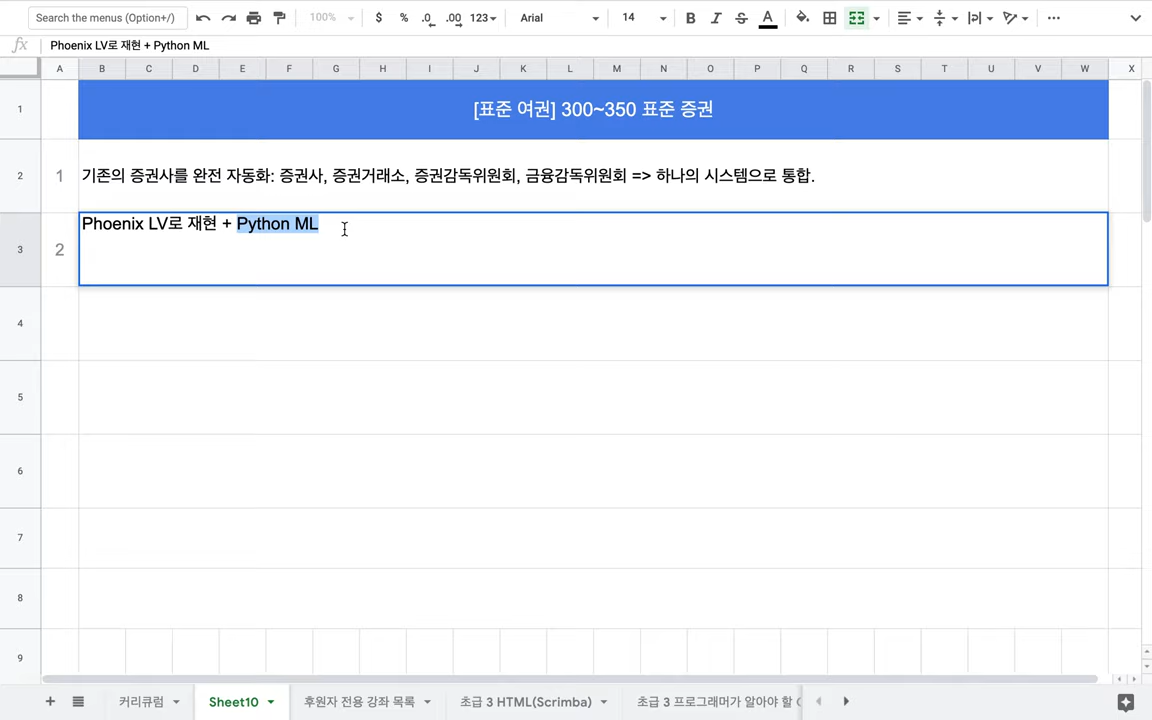 Search the menus (Option+/)
100%
$ % .0 .00 123
Arial
14
B I S A
fx
Phoenix LV로 재현 + Python ML
A B C D E F G H I J K L M N O P Q R S T U V W X
1 [표준 여권] 300~350 표준 증권
2 1 기존의 증권사를 완전 자동화: 증권사, 증권거래소, 증권감독위원회, 금융감독위원회 => 하나의 시스템으로 통합.
3 2 Phoenix LV로 재현 + Python ML
4
5
6
7
8
9
커리큘럼 Sheet10 후원자 전용 강좌 목록 초급 3 HTML(Scrimba) 초급 3 프로그래머가 알아야 할